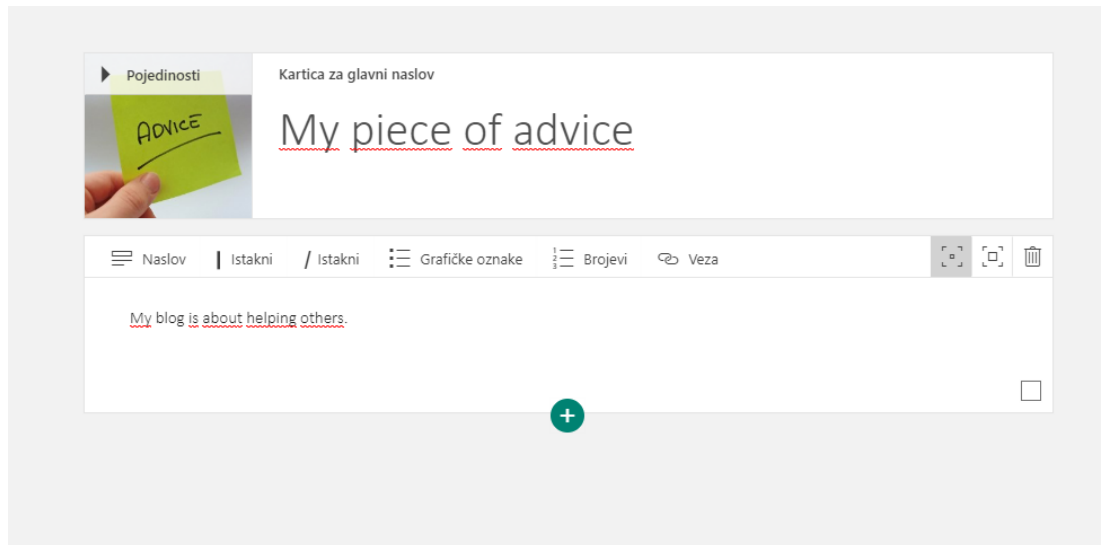 Pojedinosti
Kartica za glavni naslov
ADVICE
My piece of advice
Naslov
Istakni
Istakni
Grafičke oznake
Brojevi
Veza
My blog is about helping others.